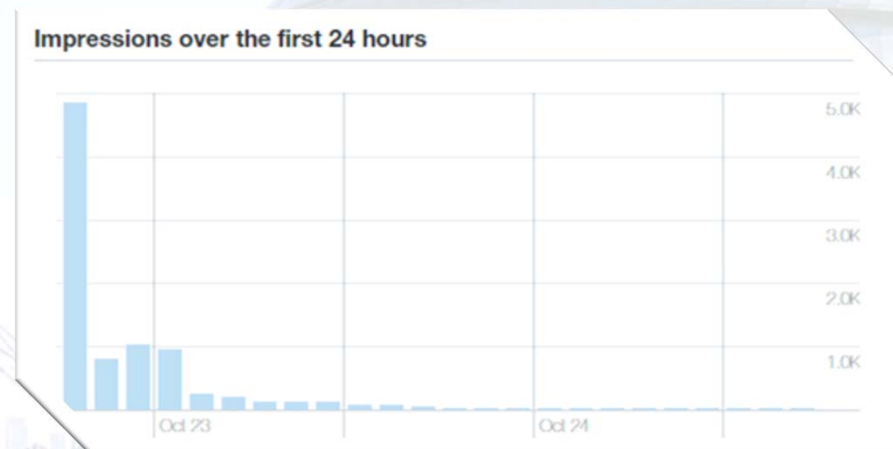 Impressions over the first 24 hours
5.0K
4.0K
3.0K
2.0K
1.0K
Oct 23
Oct 24